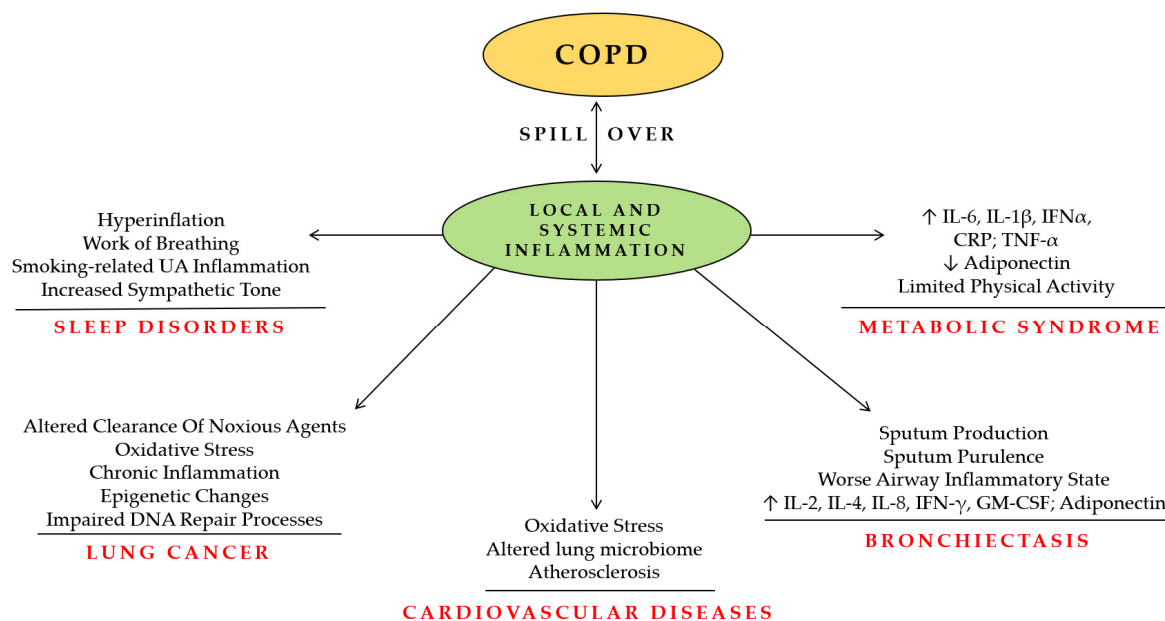 COPD
SPILL OVER
LOCAL AND
SYSTEMIC
INFLAMMATION
Hyperinflation
Work of Breathing
Smoking-related UA Inflammation
Increased Sympathetic Tone
SLEEP DISORDERS
↑ IL-6, IL-1β, IFNα,
CRP; TNF-α
↓ Adiponectin
Limited Physical Activity
METABOLIC SYNDROME
Altered Clearance Of Noxious Agents
Oxidative Stress
Chronic Inflammation
Epigenetic Changes
Impaired DNA Repair Processes
LUNG CANCER
Oxidative Stress
Altered lung microbiome
Atherosclerosis
CARDIOVASCULAR DISEASES
Sputum Production
Sputum Purulence
Worse Airway Inflammatory State
↑ IL-2, IL-4, IL-8, IFN-γ, GM-CSF; Adiponectin
BRONCHIECTASIS